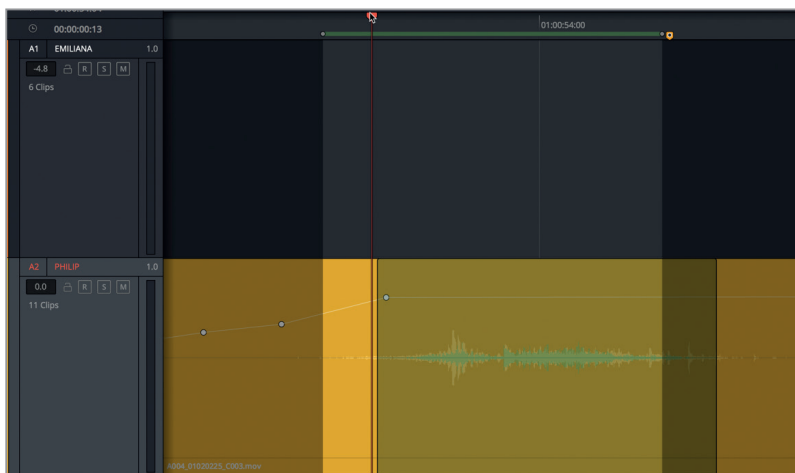 00:00:00:13
01:00:54:00
A1 EMILIANA 1.0
-4.8 R S M
6 Clips
A2 PHILIP 1.0
0.0 R S M
11 Clips
A004_01020223_C003.mov